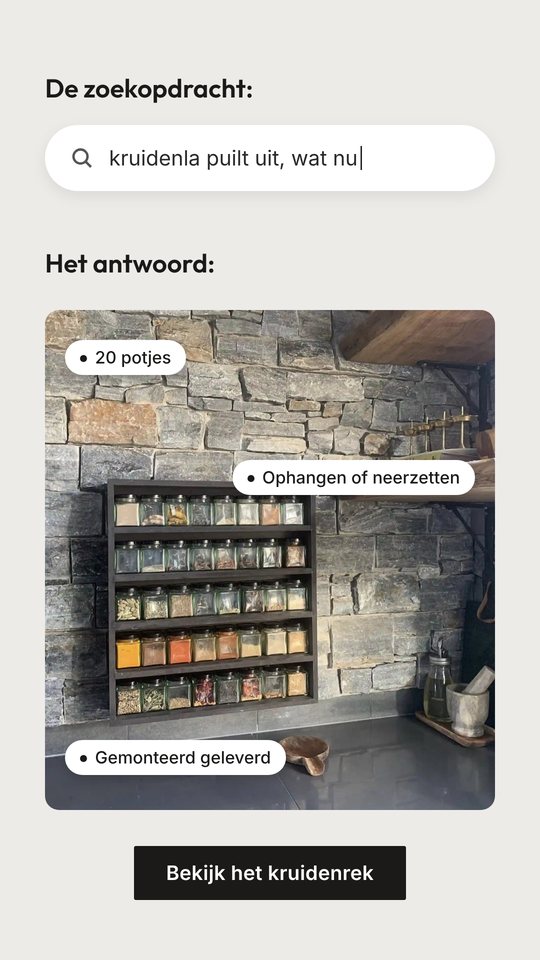 De zoekopdracht:
kruidenla puilt uit, wat nu
Het antwoord:
20 potjes
Ophangen of neerzetten
Gemonteerd geleverd
Bekijk het kruidenrek